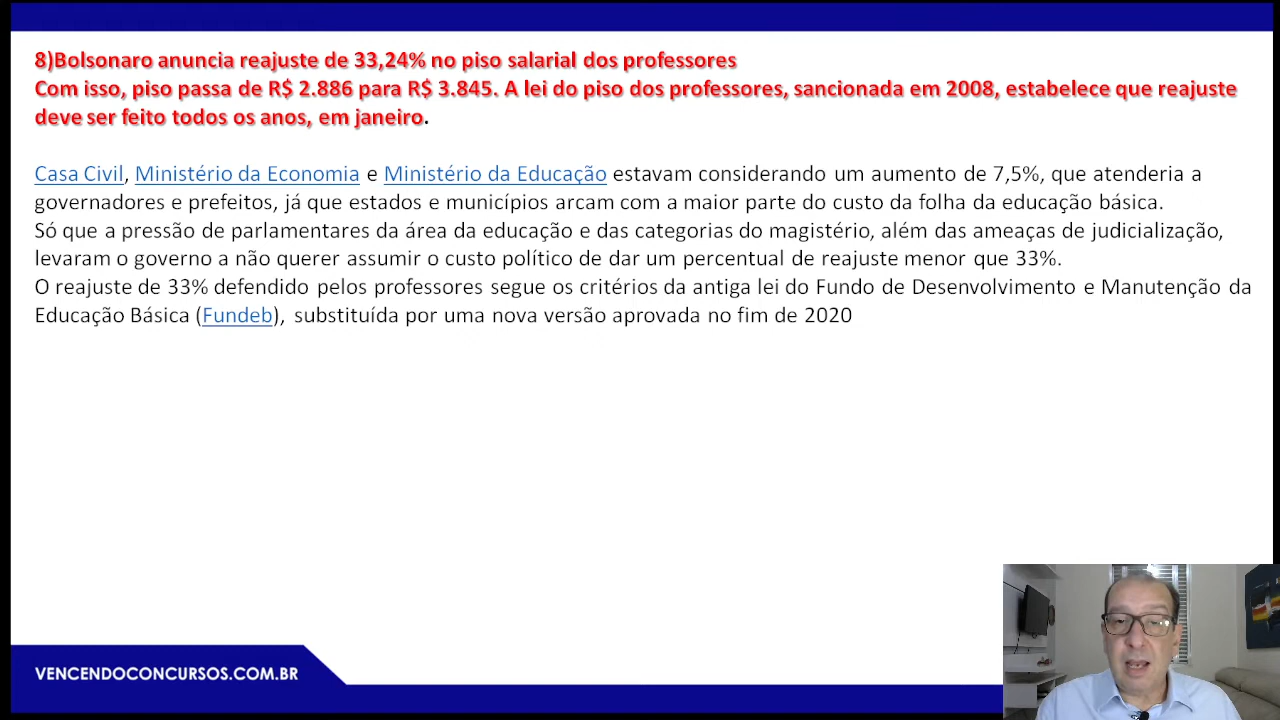 8)Bolsonaro anuncia reajuste de 33,24% no piso salarial dos professores
Com isso, piso passa de R$ 2.886 para R$ 3.845. A lei do piso dos professores, sancionada em 2008, estabelece que reajuste
deve ser feito todos os anos, em janeiro.
Casa Civil, Ministério da Economia e Ministério da Educação estavam considerando um aumento de 7,5%, que atenderia a
governadores e prefeitos, já que estados e municípios arcam com a maior parte do custo da folha da educação básica.
Só que a pressão de parlamentares da área da educação e das categorias do magistério, além das ameaças de judicialização,
levaram o governo a não querer assumir o custo político de dar um percentual de reajuste menor que 33%.
O reajuste de 33% defendido pelos professores segue os critérios da antiga lei do Fundo de Desenvolvimento e Manutenção da
Educação Básica (Fundeb), substituída por uma nova versão aprovada no fim de 2020
VENCENDOCONCURSOS.COM.BR